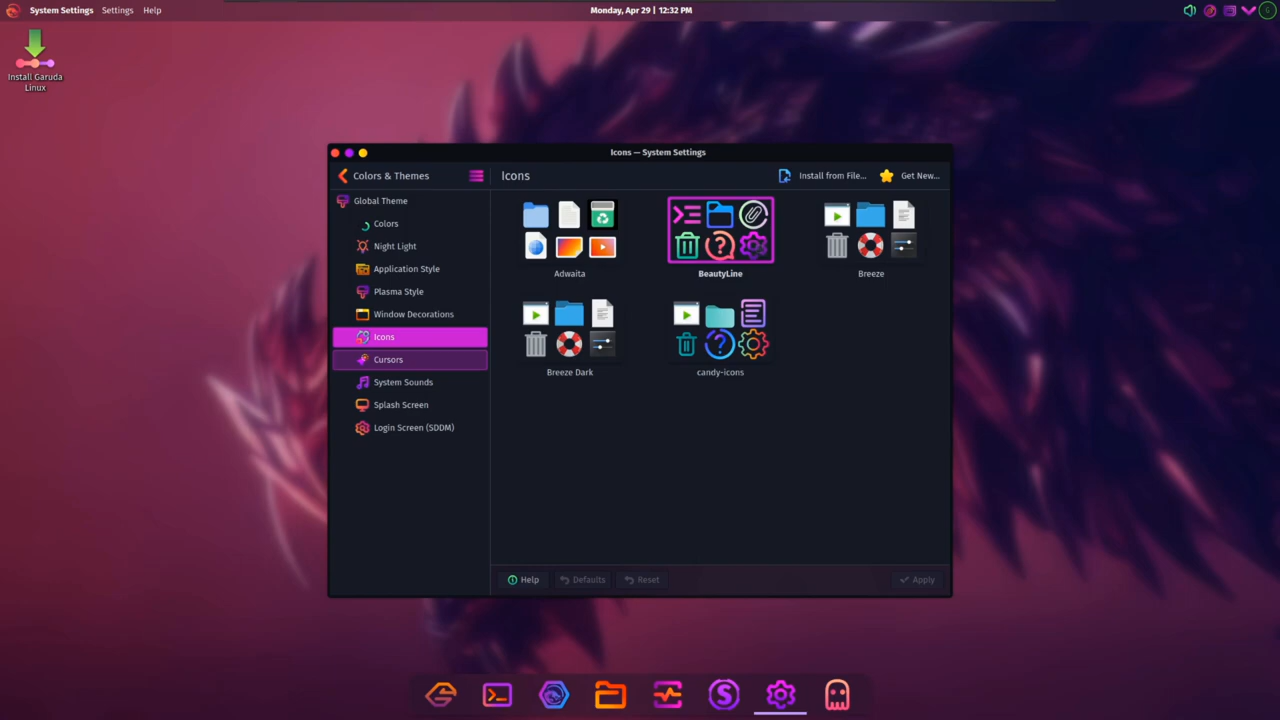 System Settings Settings Help
Monday, Apr 29 | 12:32 PM
Install Garuda
Linux
Icons — System Settings
Colors & Themes
Icons
Install from File...
Get New...
Global Theme
Colors
Night Light
Application Style
Plasma Style
Window Decorations
Icons
Cursors
System Sounds
Splash Screen
Login Screen (SDDM)
Adwaita
BeautyLine
Breeze
Breeze Dark
candy-icons
Help
Defaults
Reset
Apply